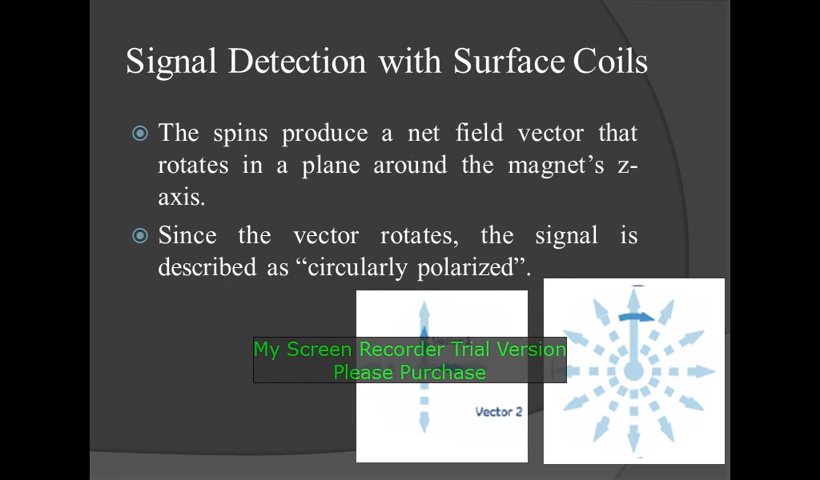 Signal Detection with Surface Coils
The spins produce a net field vector that
rotates in a plane around the magnet’s z-
axis.
Since the vector rotates, the signal is
described as “circularly polarized”.
My Screen Recorder Trial Version
Please Purchase
Vector 2